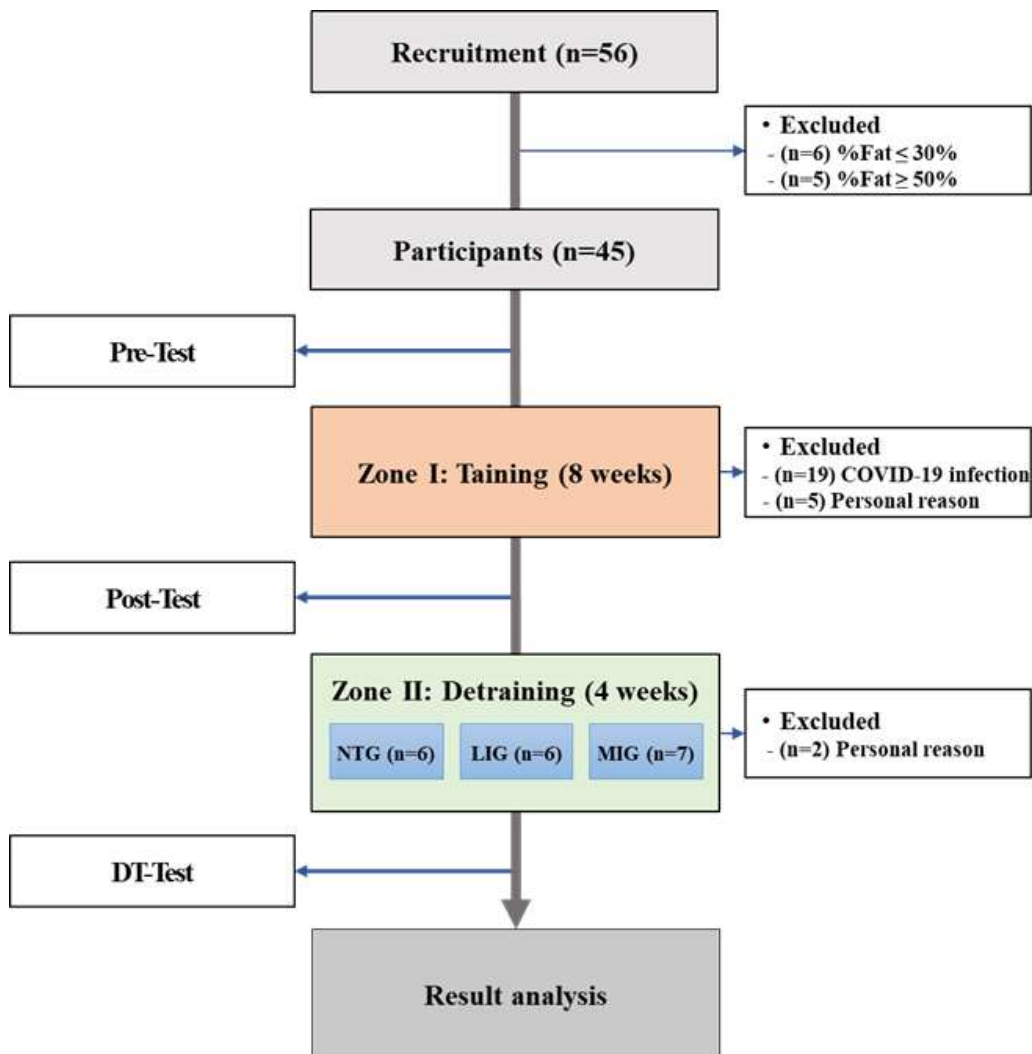 Recruitment (n=56)
• Excluded
- (n=6) %Fat ≤ 30%
- (n=5) %Fat ≥ 50%
Participants (n=45)
Pre-Test
Zone I: Taining (8 weeks)
• Excluded
- (n=19) COVID-19 infection
- (n=5) Personal reason
Post-Test
Zone II: Detraining (4 weeks)
NTG (n=6) LIG (n=6) MIG (n=7)
• Excluded
- (n=2) Personal reason
DT-Test
Result analysis